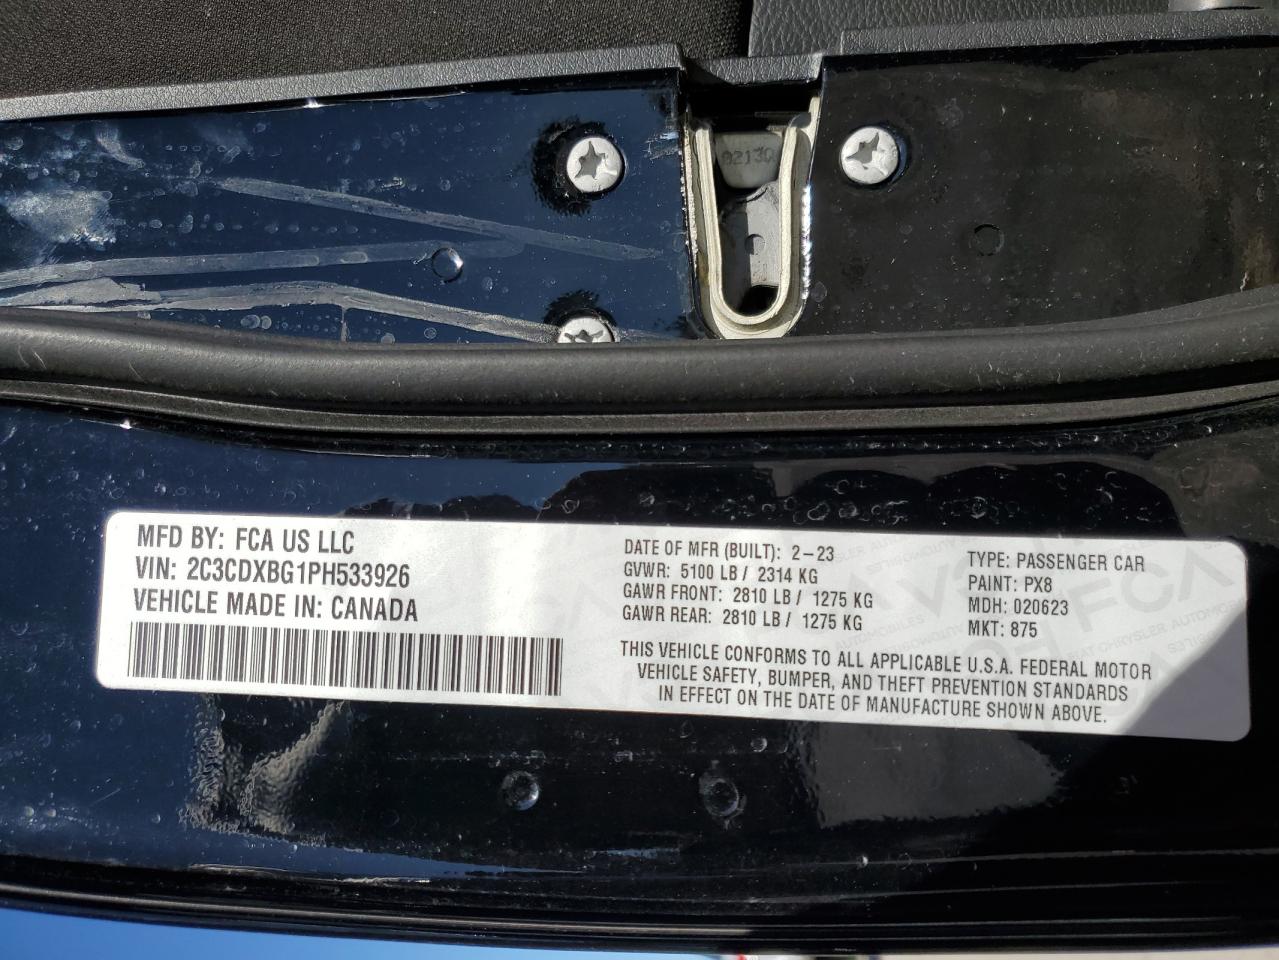 8213Q
MFD BY: FCA US LLC
VIN: 2C3CDXBG1PH533926
VEHICLE MADE IN: CANADA
DATE OF MFR (BUILT): 2-23
GVWR: 5100 LB / 2314 KG
GAWR FRONT: 2810 LB / 1275 KG
GAWR REAR: 2810 LB / 1275 KG
TYPE: PASSENGER CAR
PAINT: PX8
MDH: 020623
MKT: 875
THIS VEHICLE CONFORMS TO ALL APPLICABLE U.S.A. FEDERAL MOTOR
VEHICLE SAFETY, BUMPER, AND THEFT PREVENTION STANDARDS
IN EFFECT ON THE DATE OF MANUFACTURE SHOWN ABOVE.